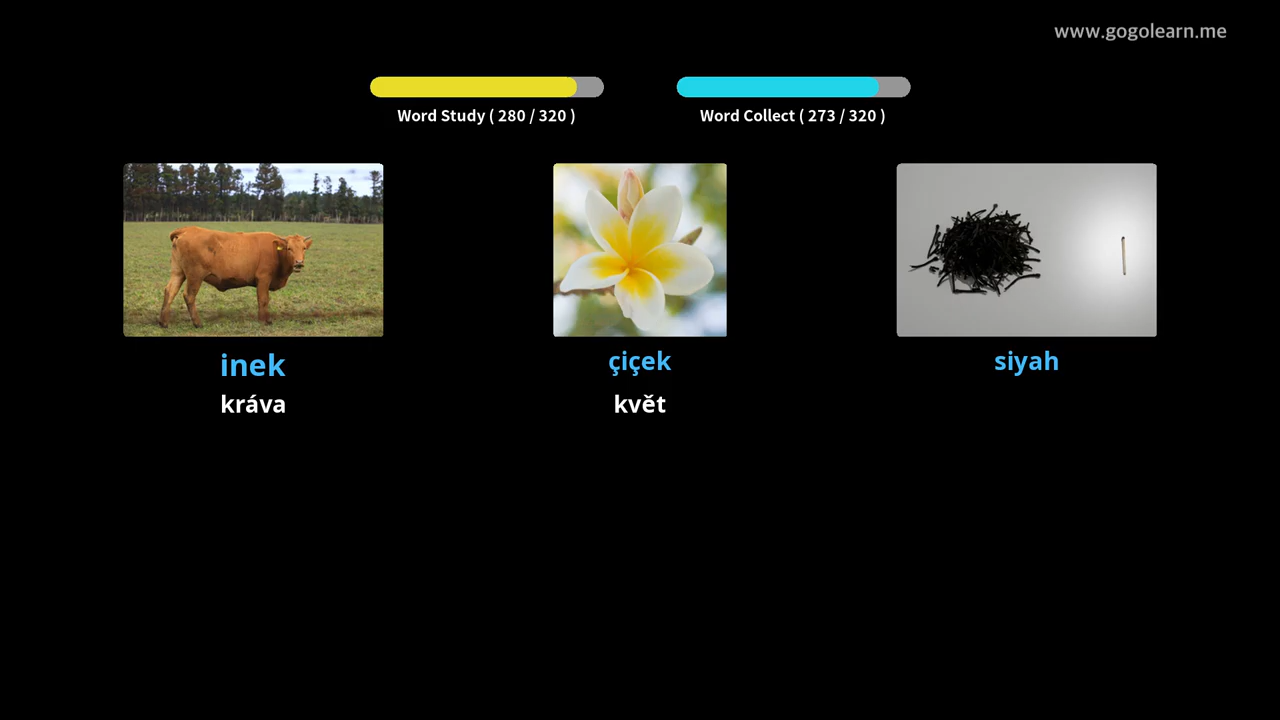 www.gogolearn.me
Word Study ( 280 / 320 )
Word Collect ( 273 / 320 )
inek
çiçek
siyah
kráva
květ